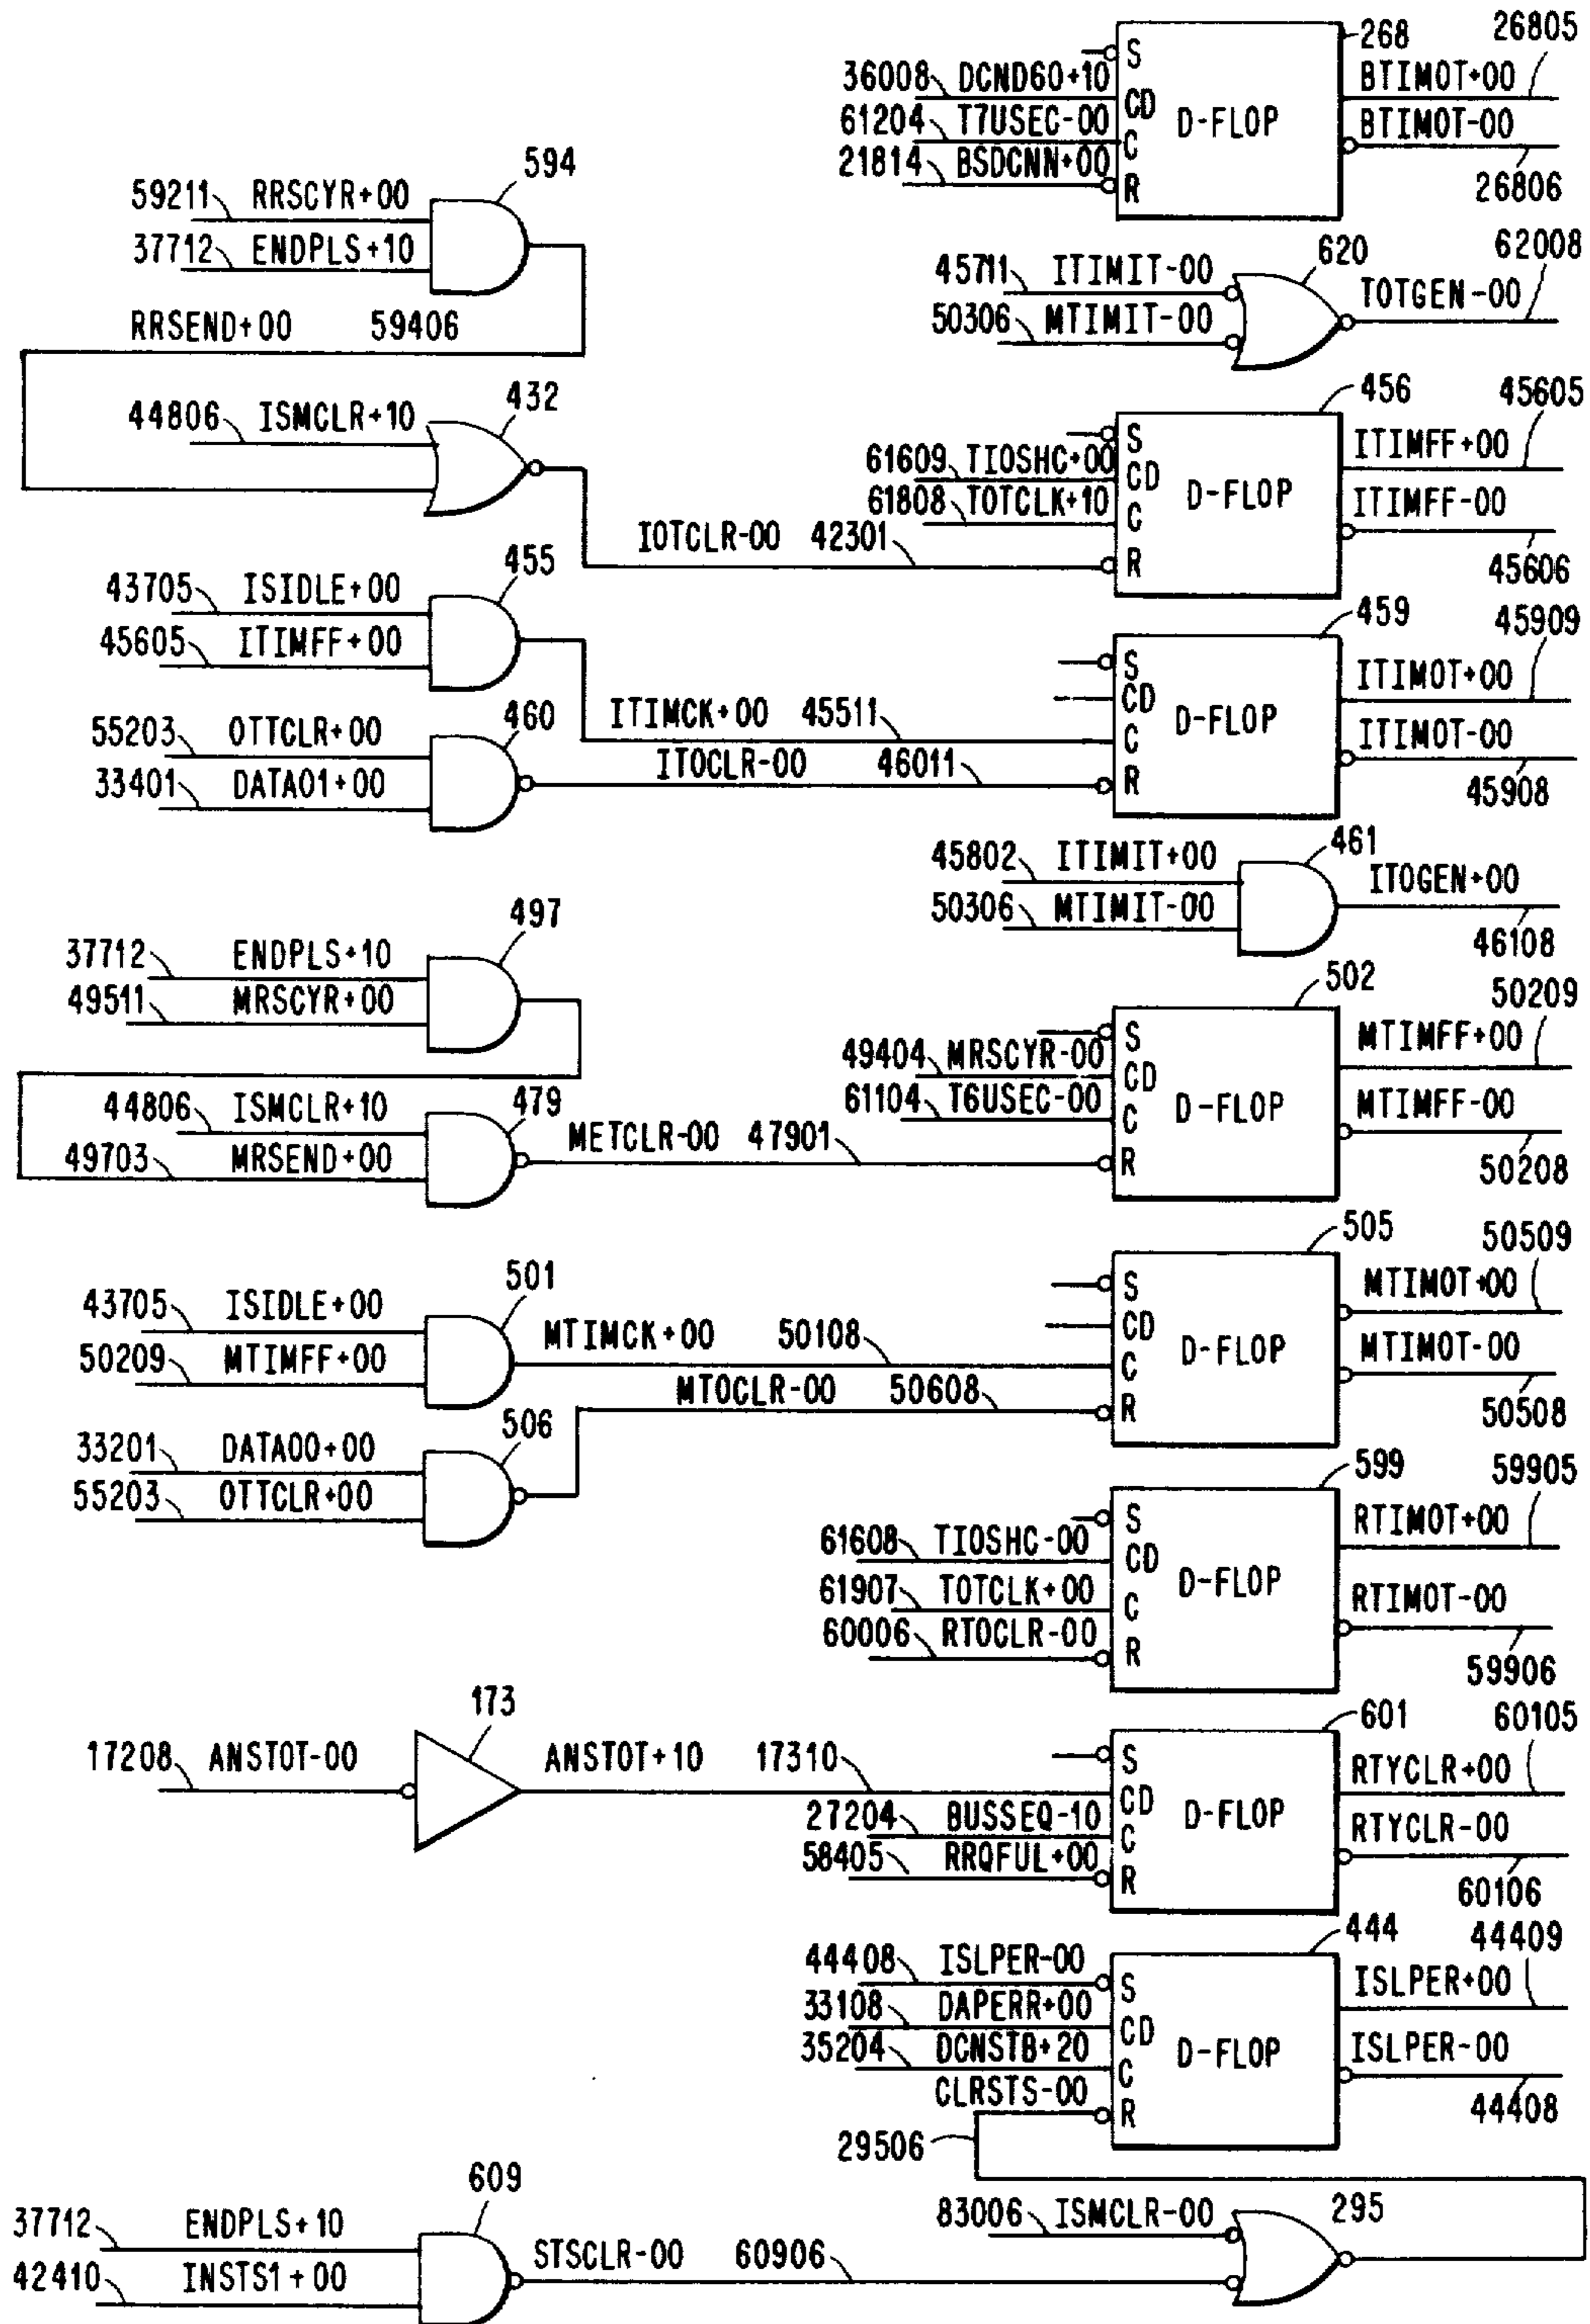 268 26805
S
36008 DCND60+10 CD D-FLOP BTIMOT+00
61204 T7USEC-00 C BTIMOT-00
21814 BSDCNN+00 R 26806
594
59211 RRSCYR+00
37712 ENDPLS+10
RRSEND+00 59406
620 62008
45711 ITIMIT-00 TOTGEN-00
50306 MTIMIT-00
432
44806 ISMCLR+10
456 45605
S ITIMFF+00
61609 TIOSHC+00 CD D-FLOP
61808 TOTCLK+10 C ITIMFF-00
IOTCLR-00 42301 R 45606
455
43705 ISIDLE+00
45605 ITIMFF+00
459 45909
S ITIMOT+00
CD D-FLOP
ITIMCK+00 45511 C ITIMOT-00
460
55203 OTTCLR+00
33401 DATA01+00
ITOCLR-00 46011 R 45908
461
45802 ITIMIT+00 ITOGEN+00
50306 MTIMIT-00 46108
497
37712 ENDPLS+10
49511 MRSCYR+00
502 50209
S MTIMFF+00
49404 MRSCYR-00 CD D-FLOP
61104 T6USEC-00 C MTIMFF-00
479
44806 ISMCLR+10
49703 MRSEND+00
METCLR-00 47901 R 50208
505 50509
S MTIMOT+00
501
43705 ISIDLE+00 CD D-FLOP
50209 MTIMFF+00
MTIMCK+00 50108 C MTIMOT-00
MTOCLR-00 50608 R 50508
506
33201 DATA00+00
55203 OTTCLR+00
599 59905
S RTIMOT+00
61608 TIOSHC-00 CD D-FLOP
61907 TOTCLK+00 C RTIMOT-00
60006 RTOCLR-00 R 59906
173
17208 ANSTOT-00 ANSTOT+10 17310
601 60105
S RTYCLR+00
CD D-FLOP
27204 BUSSEQ-10 C RTYCLR-00
58405 RRQFUL+00 R 60106
444 44409
44408 ISLPER-00 S ISLPER+00
33108 DAPERR+00 CD D-FLOP
35204 DCNSTB+20 C ISLPER-00
CLRSTS-00 R 44408
29506
609
37712 ENDPLS+10
42410 INSTS1+00
STSCLR-00 60906
83006 ISMCLR-00 295